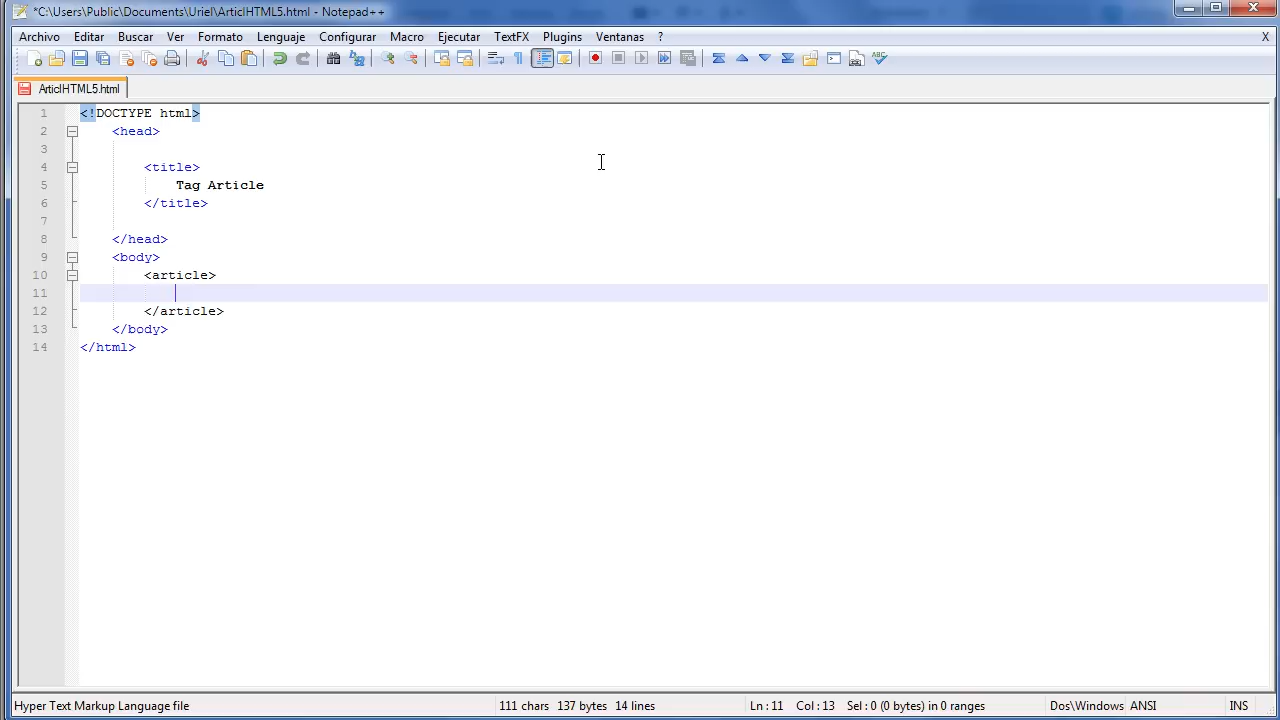 *C:\Users\Public\Documents\Uriel\ArticlHTML5.html - Notepad++
Archivo Editar Buscar Ver Formato Lenguaje Configurar Macro Ejecutar TextFX Plugins Ventanas ? X
ArticlHTML5.html
1 <!DOCTYPE html>
2 <head>
3
4 <title>
5 Tag Article
6 </title>
7
8 </head>
9 <body>
10 <article>
11
12 </article>
13 </body>
14 </html>
Hyper Text Markup Language file 111 chars 137 bytes 14 lines Ln : 11 Col : 13 Sel : 0 (0 bytes) in 0 ranges Dos\Windows ANSI INS